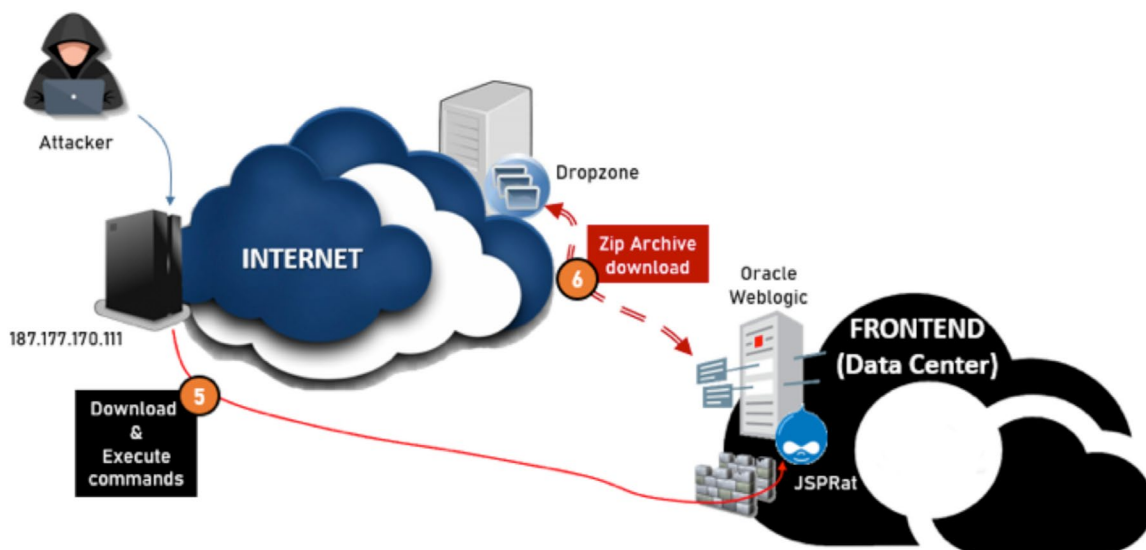 Attacker
Dropzone
INTERNET
Zip Archive
download
6
Oracle
Weblogic
187.177.170.111
FRONTEND
(Data Center)
5
Download
&
Execute
commands
JSPRat